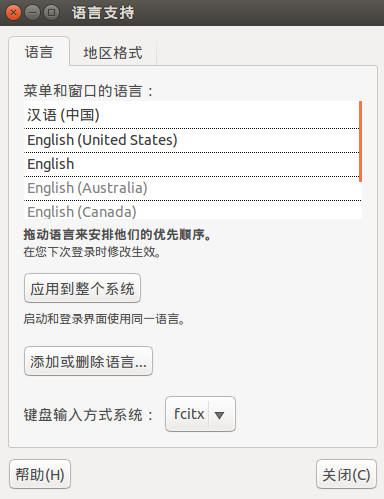 语言支持
语言 地区格式
菜单和窗口的语言：
汉语 (中国)
English (United States)
English
English (Australia)
English (Canada)
拖动语言来安排他们的优先顺序。
在您下次登录时修改生效。
应用到整个系统
启动和登录界面使用同一语言。
添加或删除语言...
键盘输入方式系统： fcitx
帮助(H) 关闭(C)